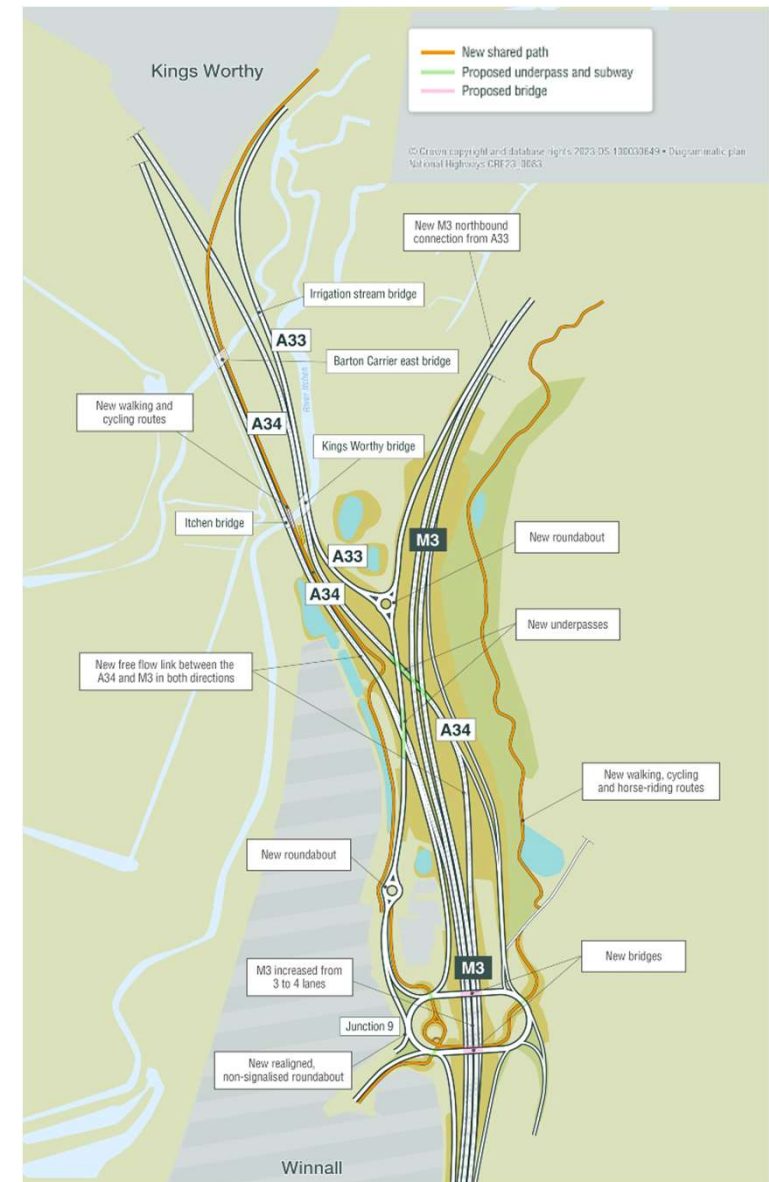 Kings Worthy
New shared path
Proposed underpass and subway
Proposed bridge
© Crown copyright and database rights 2023 OS 100030649 • Diagrammatic plan
National Highways CRE23_0083
New M3 northbound
connection from A33
Irrigation stream bridge
A33
River Itchen
Barton Carrier east bridge
New walking and
cycling routes
A34
Kings Worthy bridge
Itchen bridge
M3
New roundabout
A33
A34
New underpasses
New free flow link between the
A34 and M3 in both directions
A34
New walking, cycling
and horse-riding routes
New roundabout
New bridges
M3 increased from
3 to 4 lanes
M3
Junction 9
New realigned,
non-signalised roundabout
Winnall